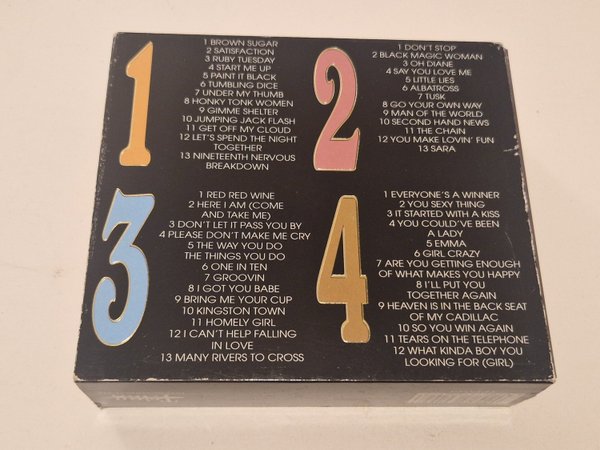 1
1 BROWN SUGAR
2 SATISFACTION
3 RUBY TUESDAY
4 START ME UP
5 PAINT IT BLACK
6 TUMBLING DICE
7 UNDER MY THUMB
8 HONKY TONK WOMEN
9 GIMME SHELTER
10 JUMPING JACK FLASH
11 GET OFF MY CLOUD
12 LET'S SPEND THE NIGHT
TOGETHER
13 NINETEENTH NERVOUS
BREAKDOWN
2
1 DON'T STOP
2 BLACK MAGIC WOMAN
3 OH DIANE
4 SAY YOU LOVE ME
5 LITTLE LIES
6 ALBATROSS
7 TUSK
8 GO YOUR OWN WAY
9 MAN OF THE WORLD
10 SECOND HAND NEWS
11 THE CHAIN
12 YOU MAKE LOVIN' FUN
13 SARA
3
1 RED RED WINE
2 HERE I AM (COME
AND TAKE ME)
3 DON'T LET IT PASS YOU BY
4 PLEASE DON'T MAKE ME CRY
5 THE WAY YOU DO
THE THINGS YOU DO
6 ONE IN TEN
7 GROOVIN
8 I GOT YOU BABE
9 BRING ME YOUR CUP
10 KINGSTON TOWN
11 HOMELY GIRL
12 I CAN'T HELP FALLING
IN LOVE
13 MANY RIVERS TO CROSS
4
1 EVERYONE'S A WINNER
2 YOU SEXY THING
3 IT STARTED WITH A KISS
4 YOU COULD'VE BEEN
A LADY
5 EMMA
6 GIRL CRAZY
7 ARE YOU GETTING ENOUGH
OF WHAT MAKES YOU HAPPY
8 I'LL PUT YOU
TOGETHER AGAIN
9 HEAVEN IS IN THE BACK SEAT
OF MY CADILLAC
10 SO YOU WIN AGAIN
11 TEARS ON THE TELEPHONE
12 WHAT KINDA BOY YOU
LOOKING FOR (GIRL)